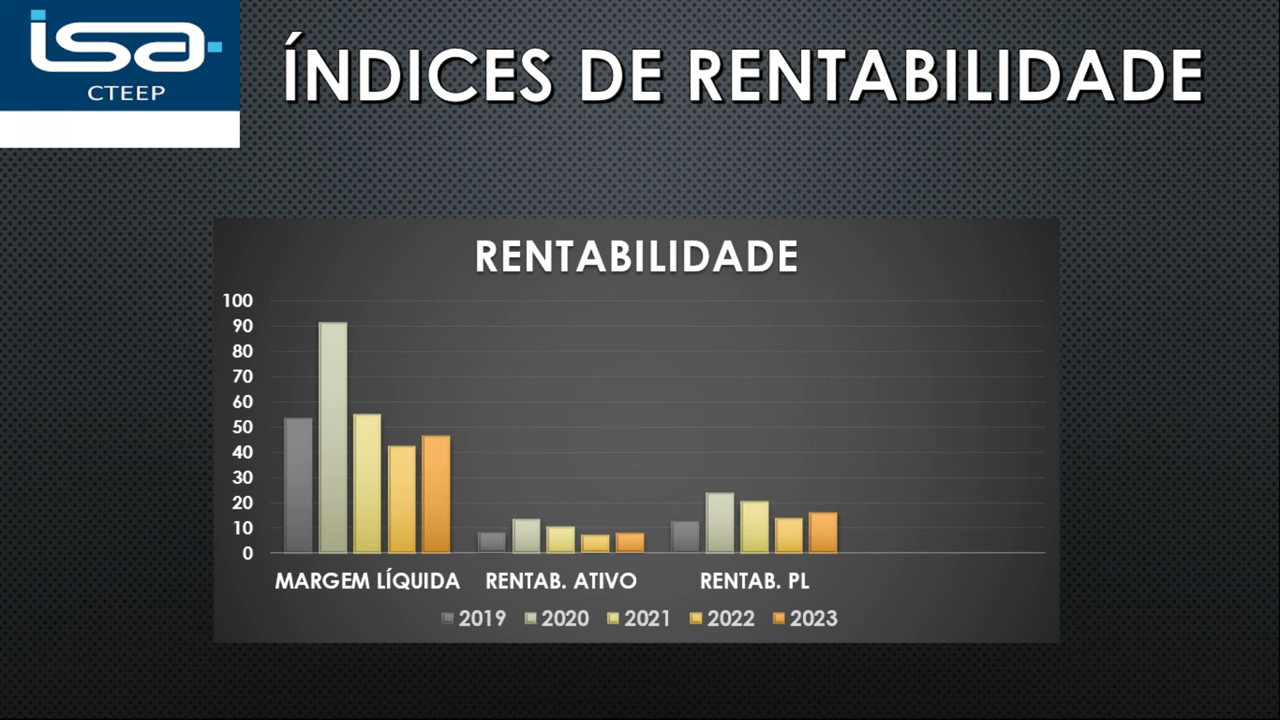 isa
CTEEP
ÍNDICES DE RENTABILIDADE
RENTABILIDADE
100
90
80
70
60
50
40
30
20
10
0
MARGEM LÍQUIDA RENTAB. ATIVO RENTAB. PL
2019 2020 2021 2022 2023